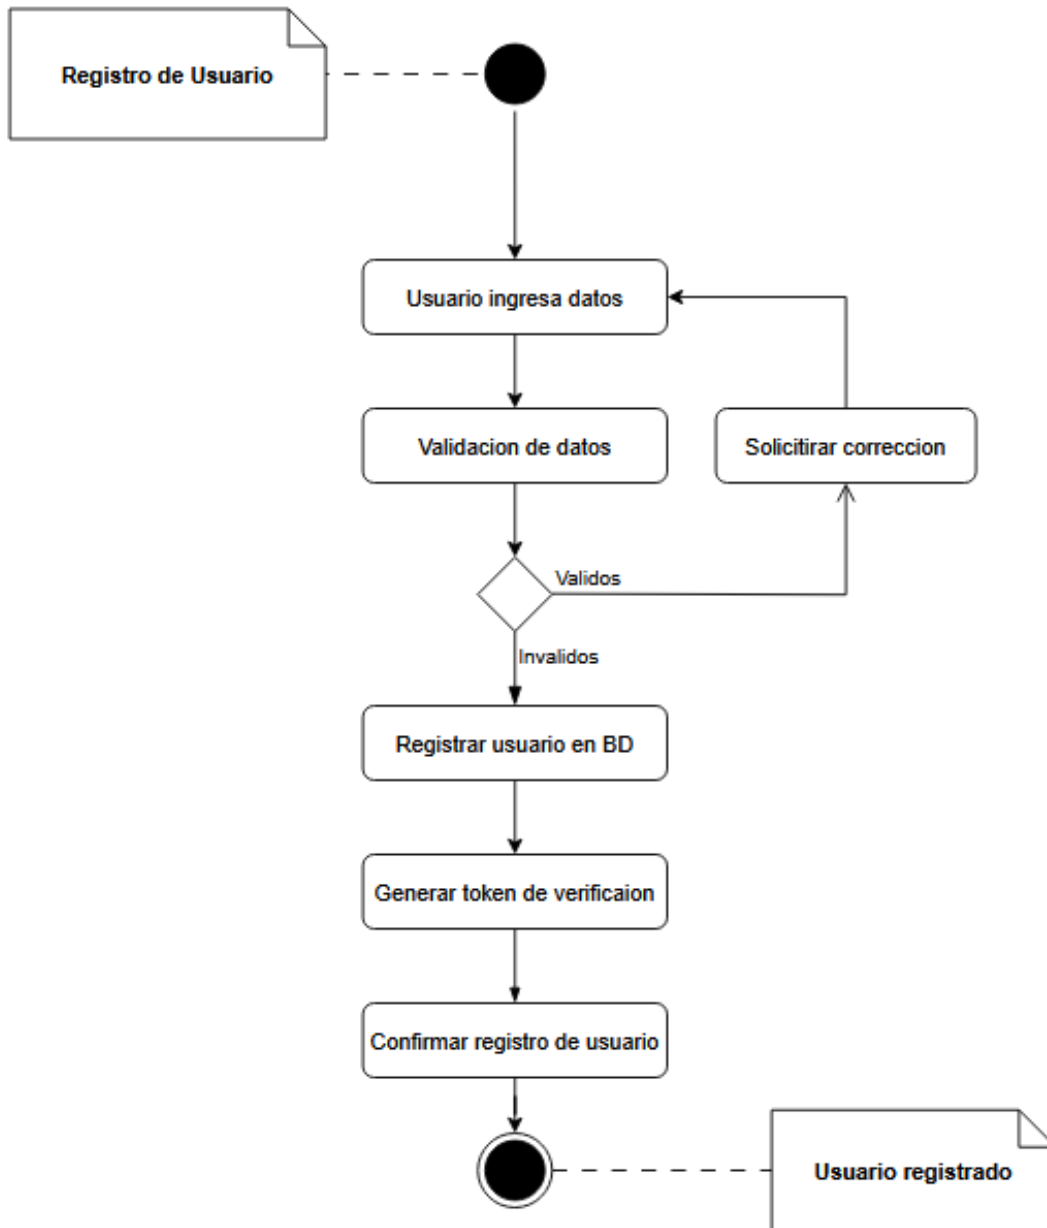 Registro de Usuario
Usuario ingresa datos
Validacion de datos
Solicitirar correccion
Validos
Invalidos
Registrar usuario en BD
Generar token de verificaion
Confirmar registro de usuario
Usuario registrado